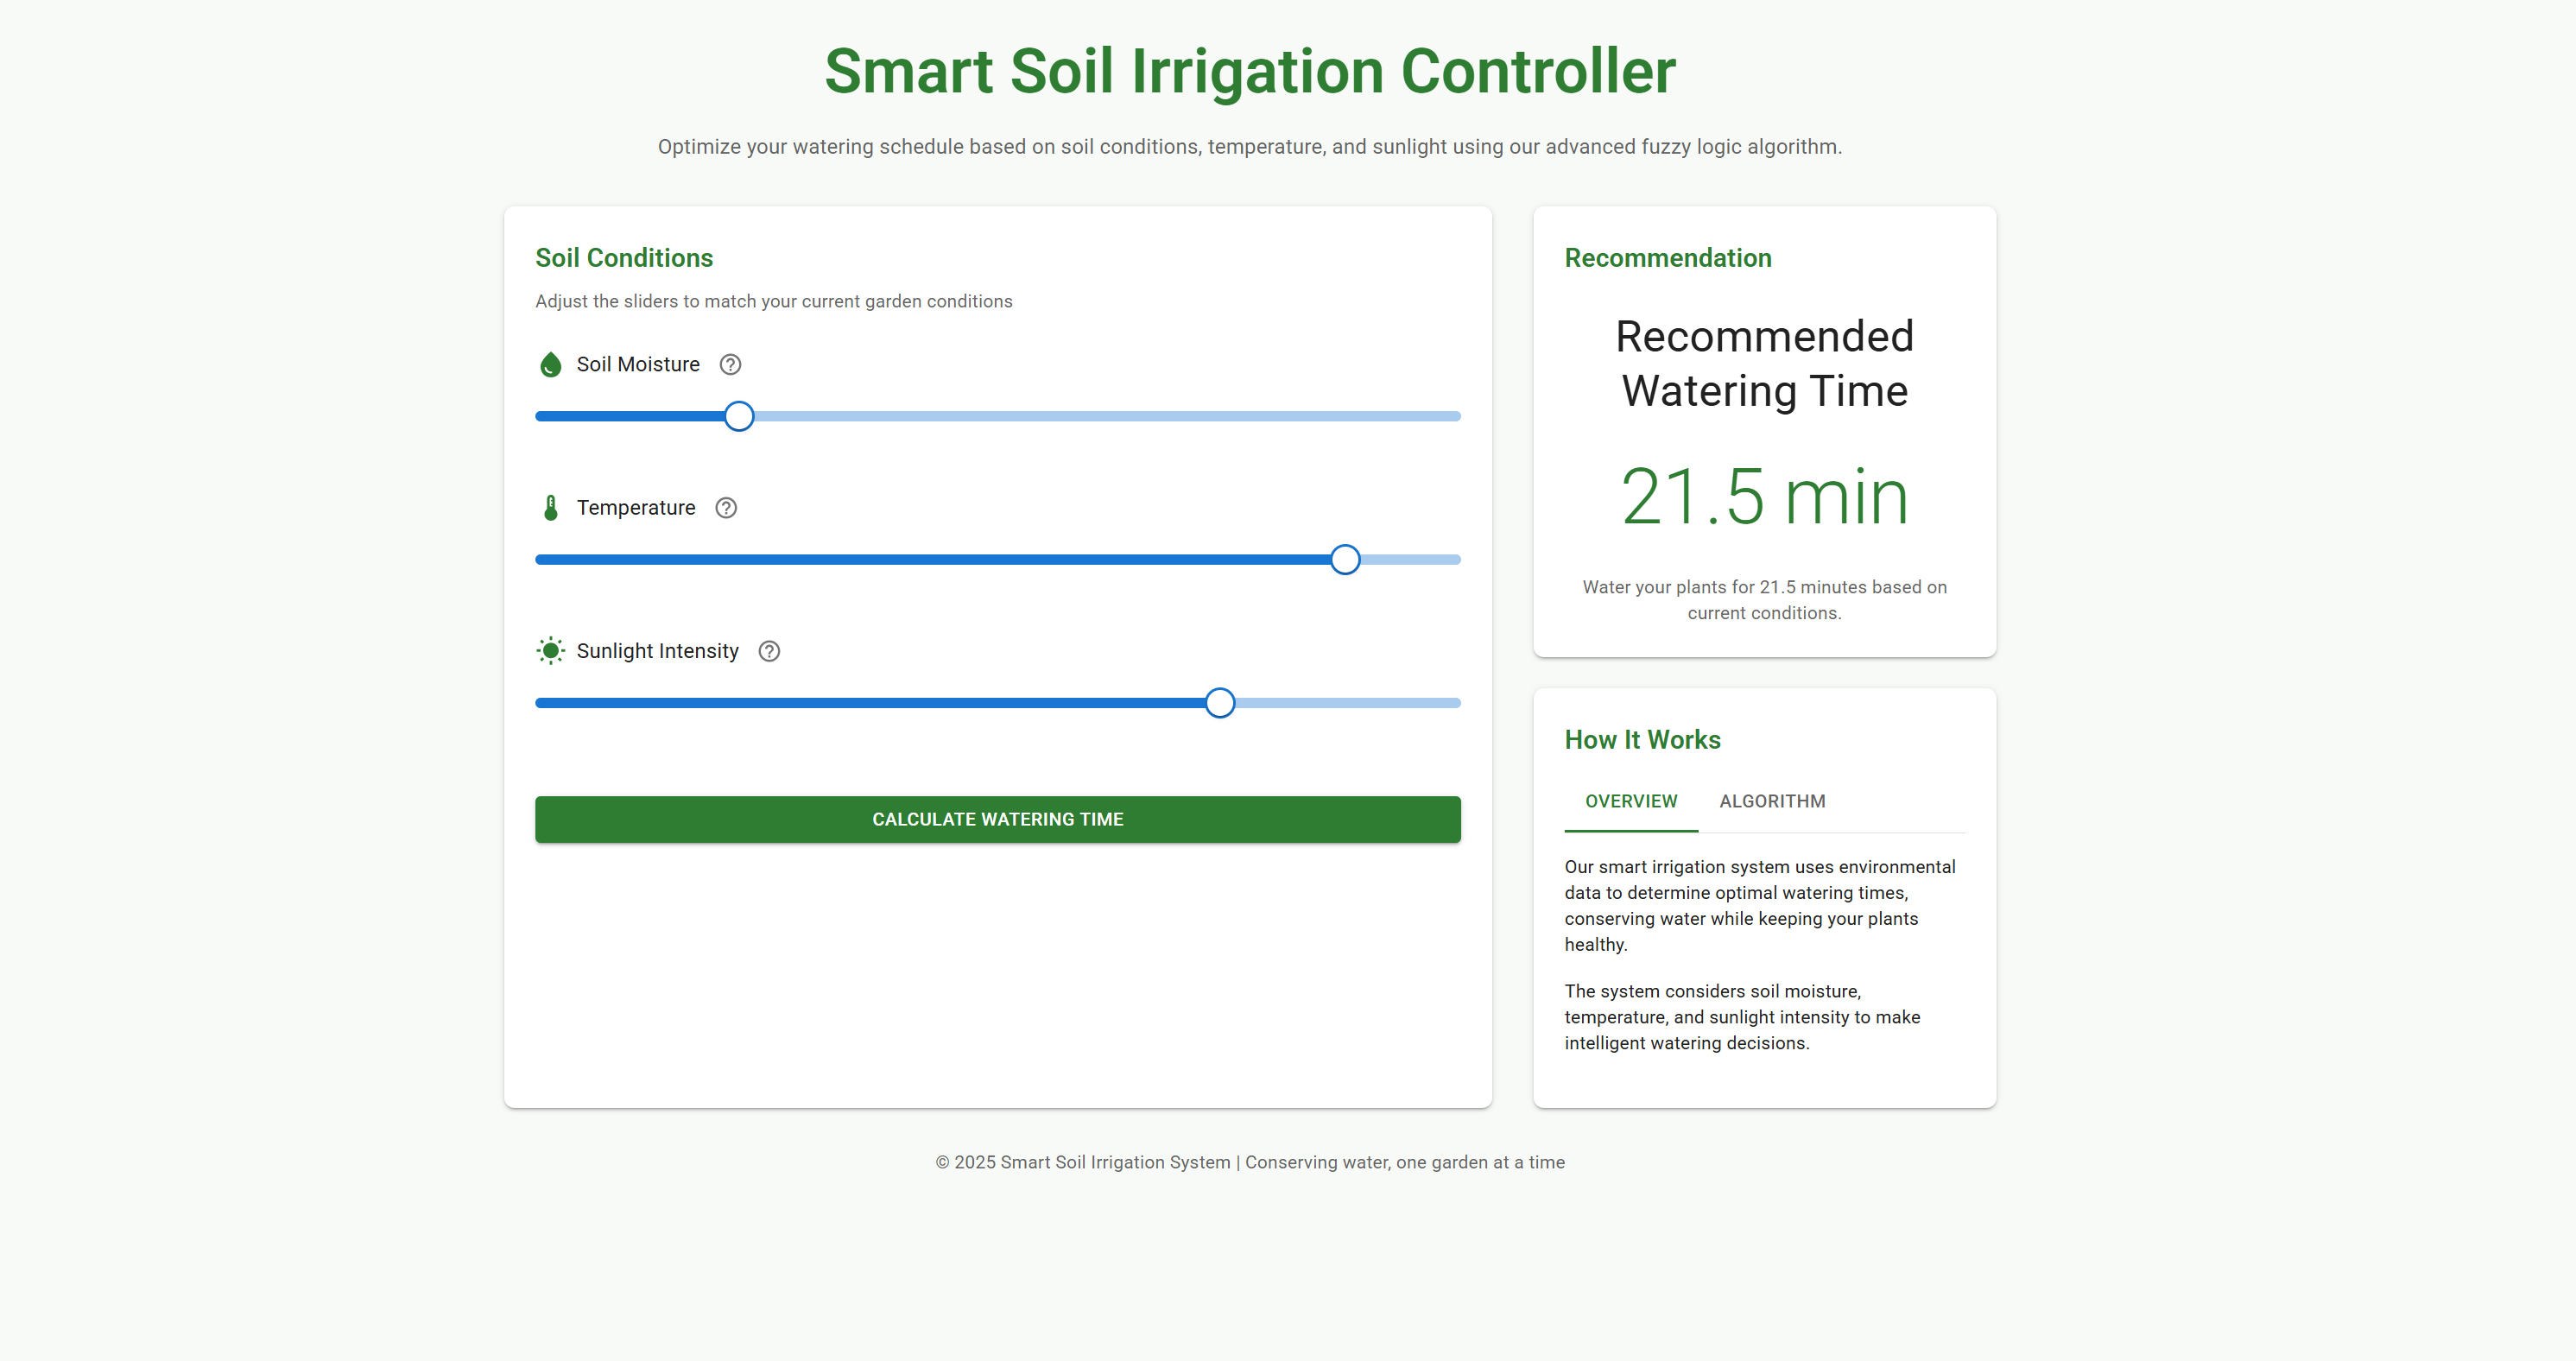 Smart Soil Irrigation Controller
Optimize your watering schedule based on soil conditions, temperature, and sunlight using our advanced fuzzy logic algorithm.
Soil Conditions
Adjust the sliders to match your current garden conditions
Soil Moisture
Temperature
Sunlight Intensity
CALCULATE WATERING TIME
Recommendation
Recommended
Watering Time
21.5 min
Water your plants for 21.5 minutes based on
current conditions.
How It Works
OVERVIEW ALGORITHM
Our smart irrigation system uses environmental
data to determine optimal watering times,
conserving water while keeping your plants
healthy.
The system considers soil moisture,
temperature, and sunlight intensity to make
intelligent watering decisions.
© 2025 Smart Soil Irrigation System | Conserving water, one garden at a time